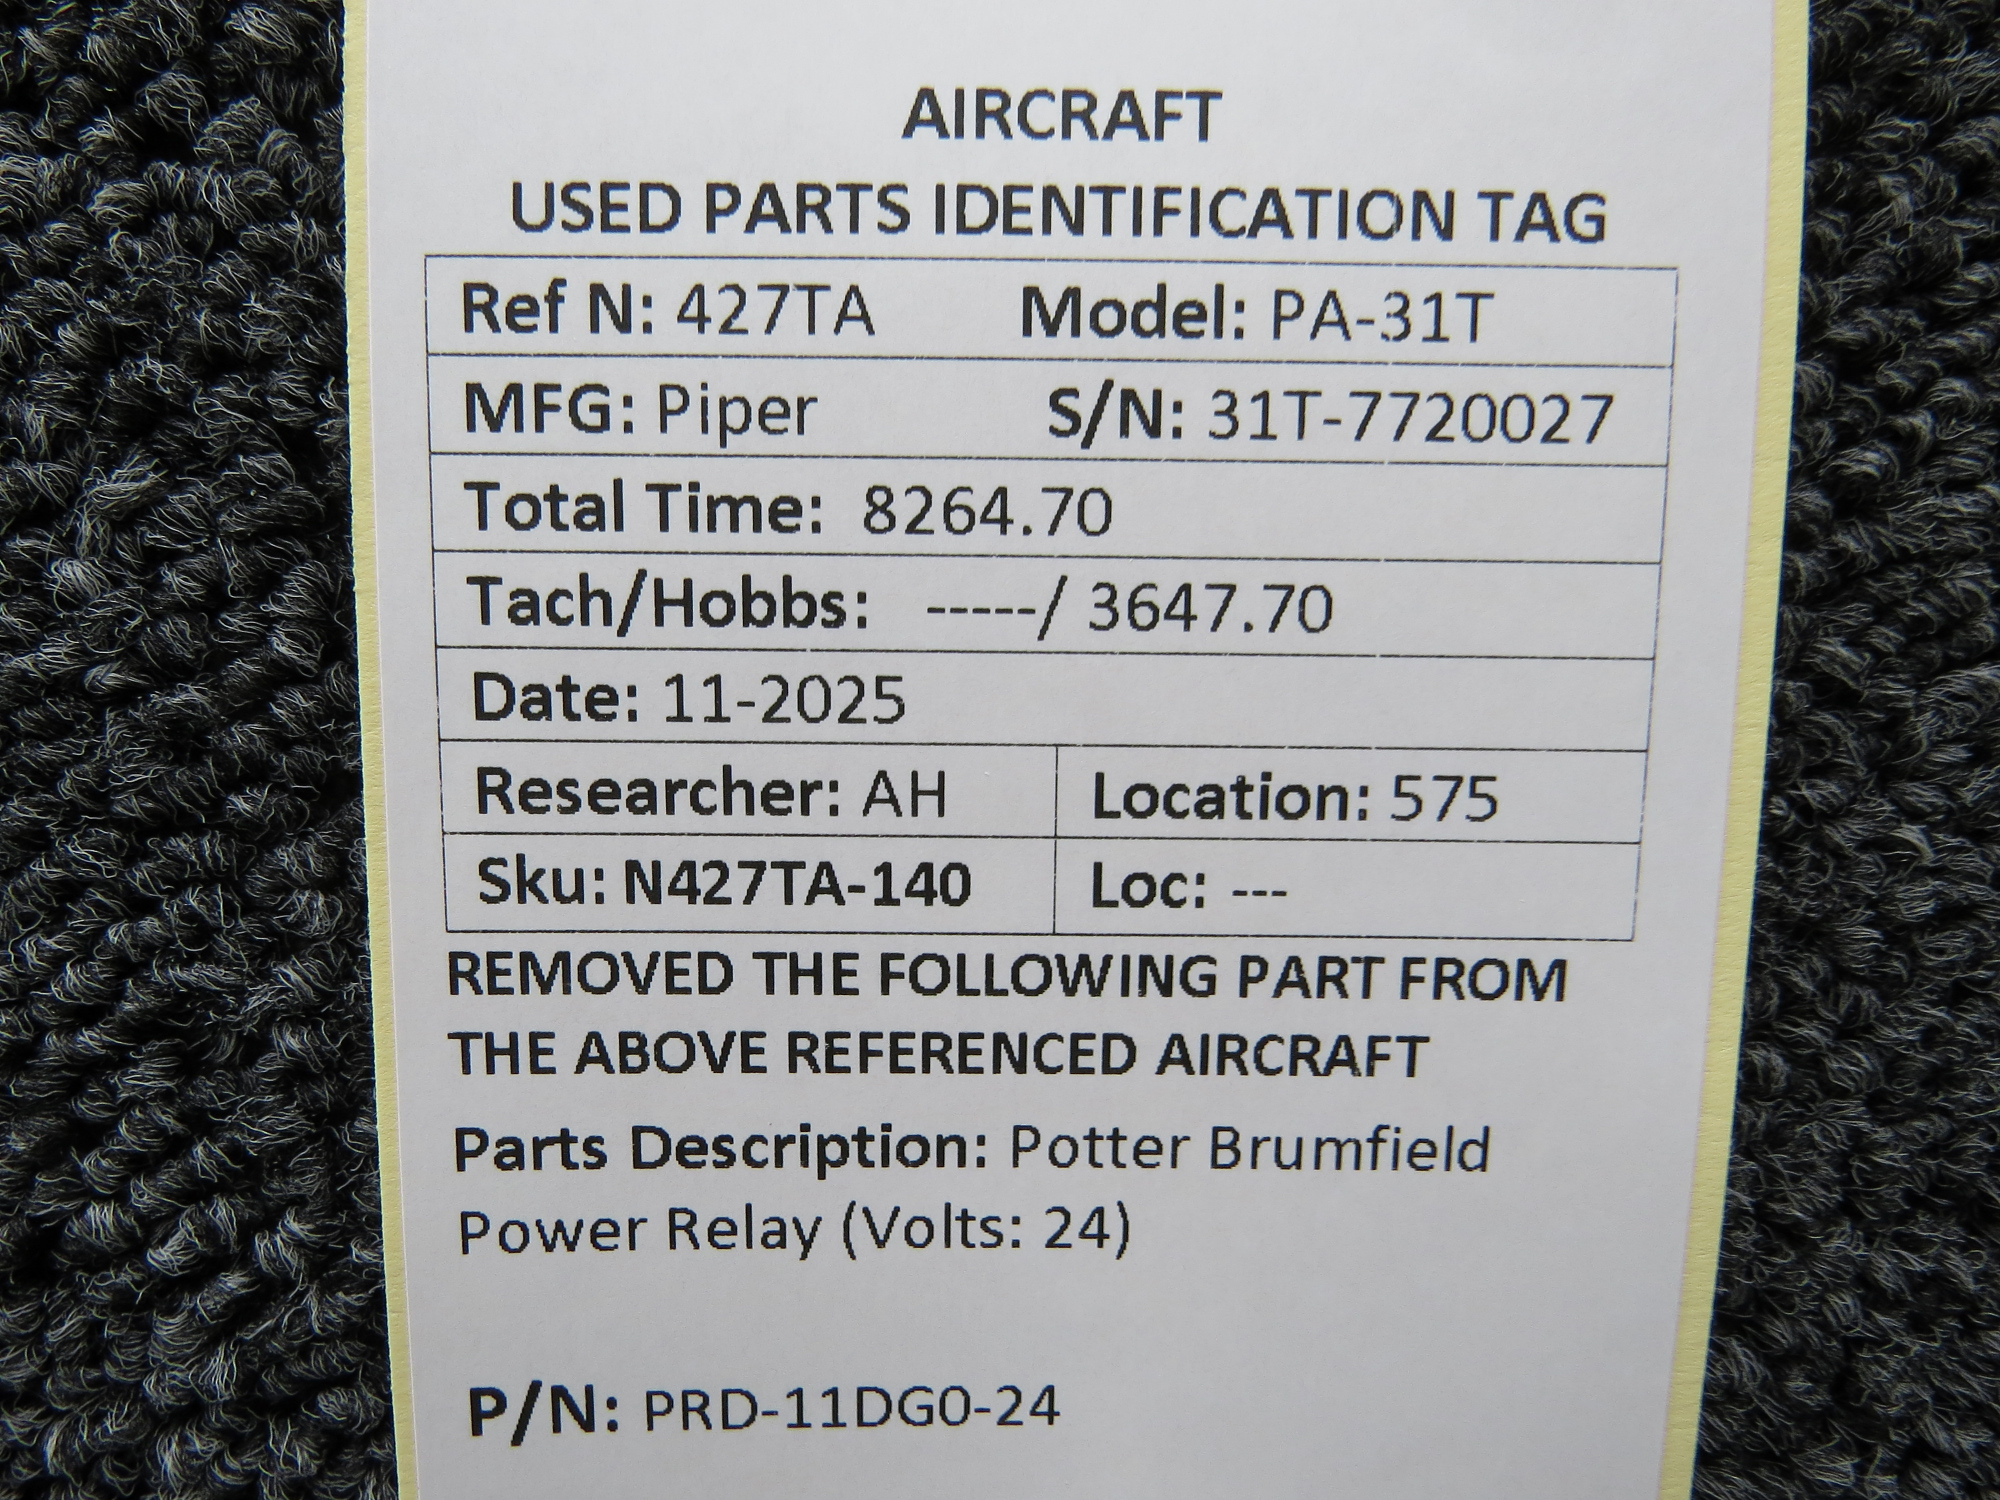 AIRCRAFT
USED PARTS IDENTIFICATION TAG
Ref N: 427TA Model: PA-31T
MFG: Piper S/N: 31T-7720027
Total Time: 8264.70
Tach/Hobbs: -----/ 3647.70
Date: 11-2025
Researcher: AH Location: 575
Sku: N427TA-140 Loc: ---
REMOVED THE FOLLOWING PART FROM
THE ABOVE REFERENCED AIRCRAFT
Parts Description: Potter Brumfield
Power Relay (Volts: 24)
P/N: PRD-11DG0-24